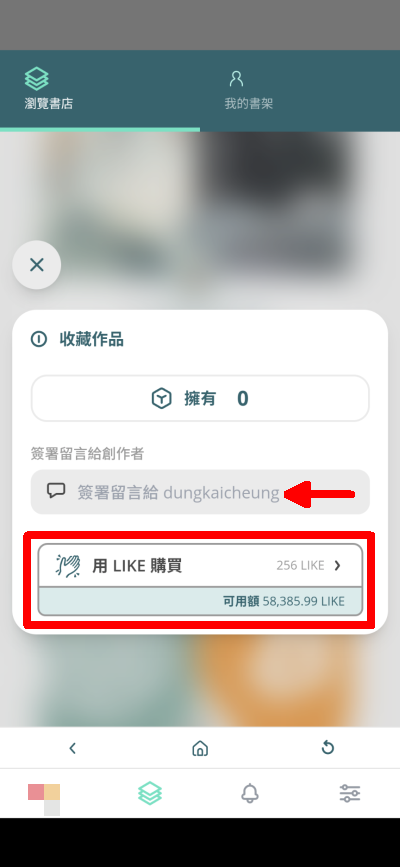 瀏覽書店
我的書架
收藏作品
擁有 0
簽署留言給創作者
簽署留言給 dungkaicheung
用 LIKE 購買
256 LIKE
可用額 58,385.99 LIKE